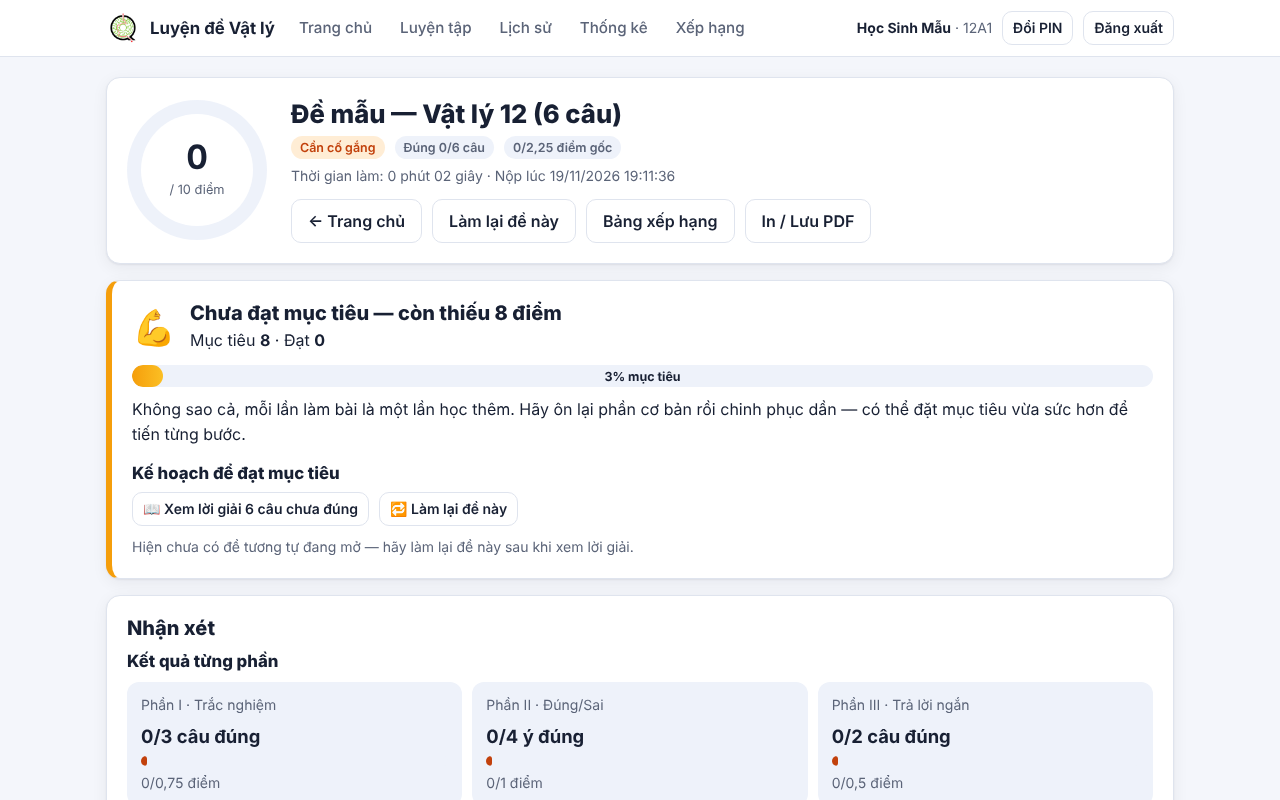 Luyện đề Vật lý
Trang chủ
Luyện tập
Lịch sử
Thống kê
Xếp hạng
Học Sinh Mẫu · 12A1
Đổi PIN
Đăng xuất
0
/ 10 điểm
Đề mẫu — Vật lý 12 (6 câu)
Cần cố gắng
Đúng 0/6 câu
0/2,25 điểm gốc
Thời gian làm: 0 phút 02 giây · Nộp lúc 19/11/2026 19:11:36
← Trang chủ
Làm lại đề này
Bảng xếp hạng
In / Lưu PDF
Chưa đạt mục tiêu — còn thiếu 8 điểm
Mục tiêu 8 · Đạt 0
3% mục tiêu
Không sao cả, mỗi lần làm bài là một lần học thêm. Hãy ôn lại phần cơ bản rồi chinh phục dần — có thể đặt mục tiêu vừa sức hơn để
tiến từng bước.
Kế hoạch để đạt mục tiêu
📖 Xem lời giải 6 câu chưa đúng
🔁 Làm lại đề này
Hiện chưa có đề tương tự đang mở — hãy làm lại đề này sau khi xem lời giải.
Nhận xét
Kết quả từng phần
Phần I · Trắc nghiệm
0/3 câu đúng
0/0,75 điểm
Phần II · Đúng/Sai
0/4 ý đúng
0/1 điểm
Phần III · Trả lời ngắn
0/2 câu đúng
0/0,5 điểm